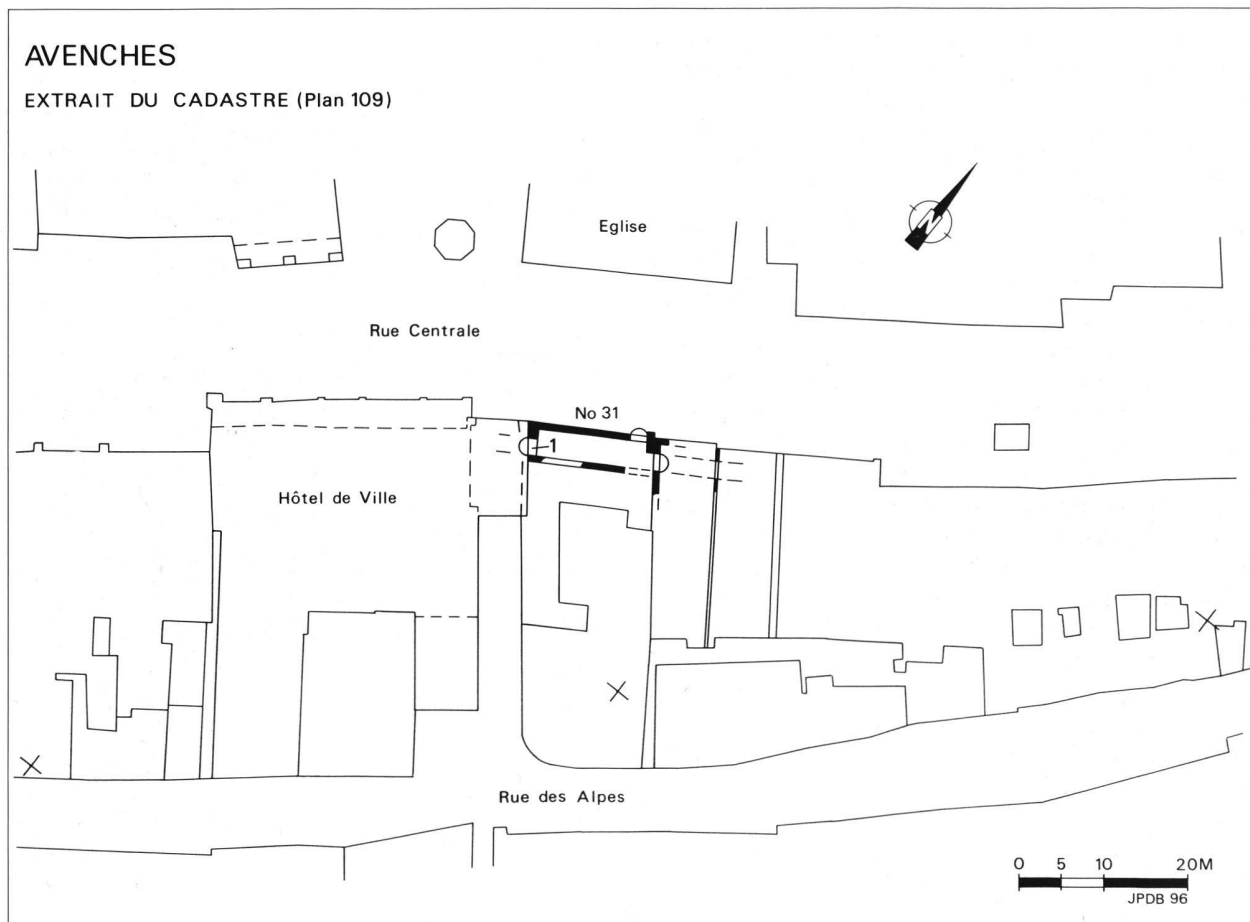 AVENCHES
EXTRAIT DU CADASTRE (Plan 109)
Eglise
N
Rue Centrale
No 31
1
Hôtel de Ville
Rue des Alpes
0 5 10 20M
JPDB 96